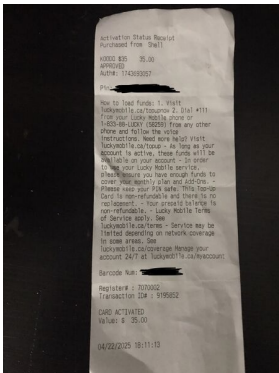 Activation Status Receipt
Purchased from Shell
$35 35.00
APPROVED
Auth#: 1743693057
How to load funds: 1. Visit
luckymobile.ca/topupnow 2. Dial #111
from your Lucky Mobile phone or
1-833-88-LUCKY (58259) from any other
phone and follow the voice
instructions. Need more help? Visit
luckymobile.ca/topup - As long as your
account is active, these funds will be
available on your account - In order
to use your Lucky Mobile service,
please ensure you have enough funds to
cover your monthly plan and Add-Ons. -
Please keep your PIN safe. This Top-Up
Card is non-refundable and there is no
replacement. - Your prepaid balance is
non-refundable. - Lucky Mobile Terms
of Service apply. See
luckymobile.ca/terms - Service may be
limited depending on network coverage
in some areas. See
luckymobile.ca/coverage Manage your
account 24/7 at luckymobile.ca/myaccount
Barcode Num:
Register# : 7070002
Transaction ID# : 9195852
CARD ACTIVATED
Value: $ 35.00
04/22/2025 18:11:13